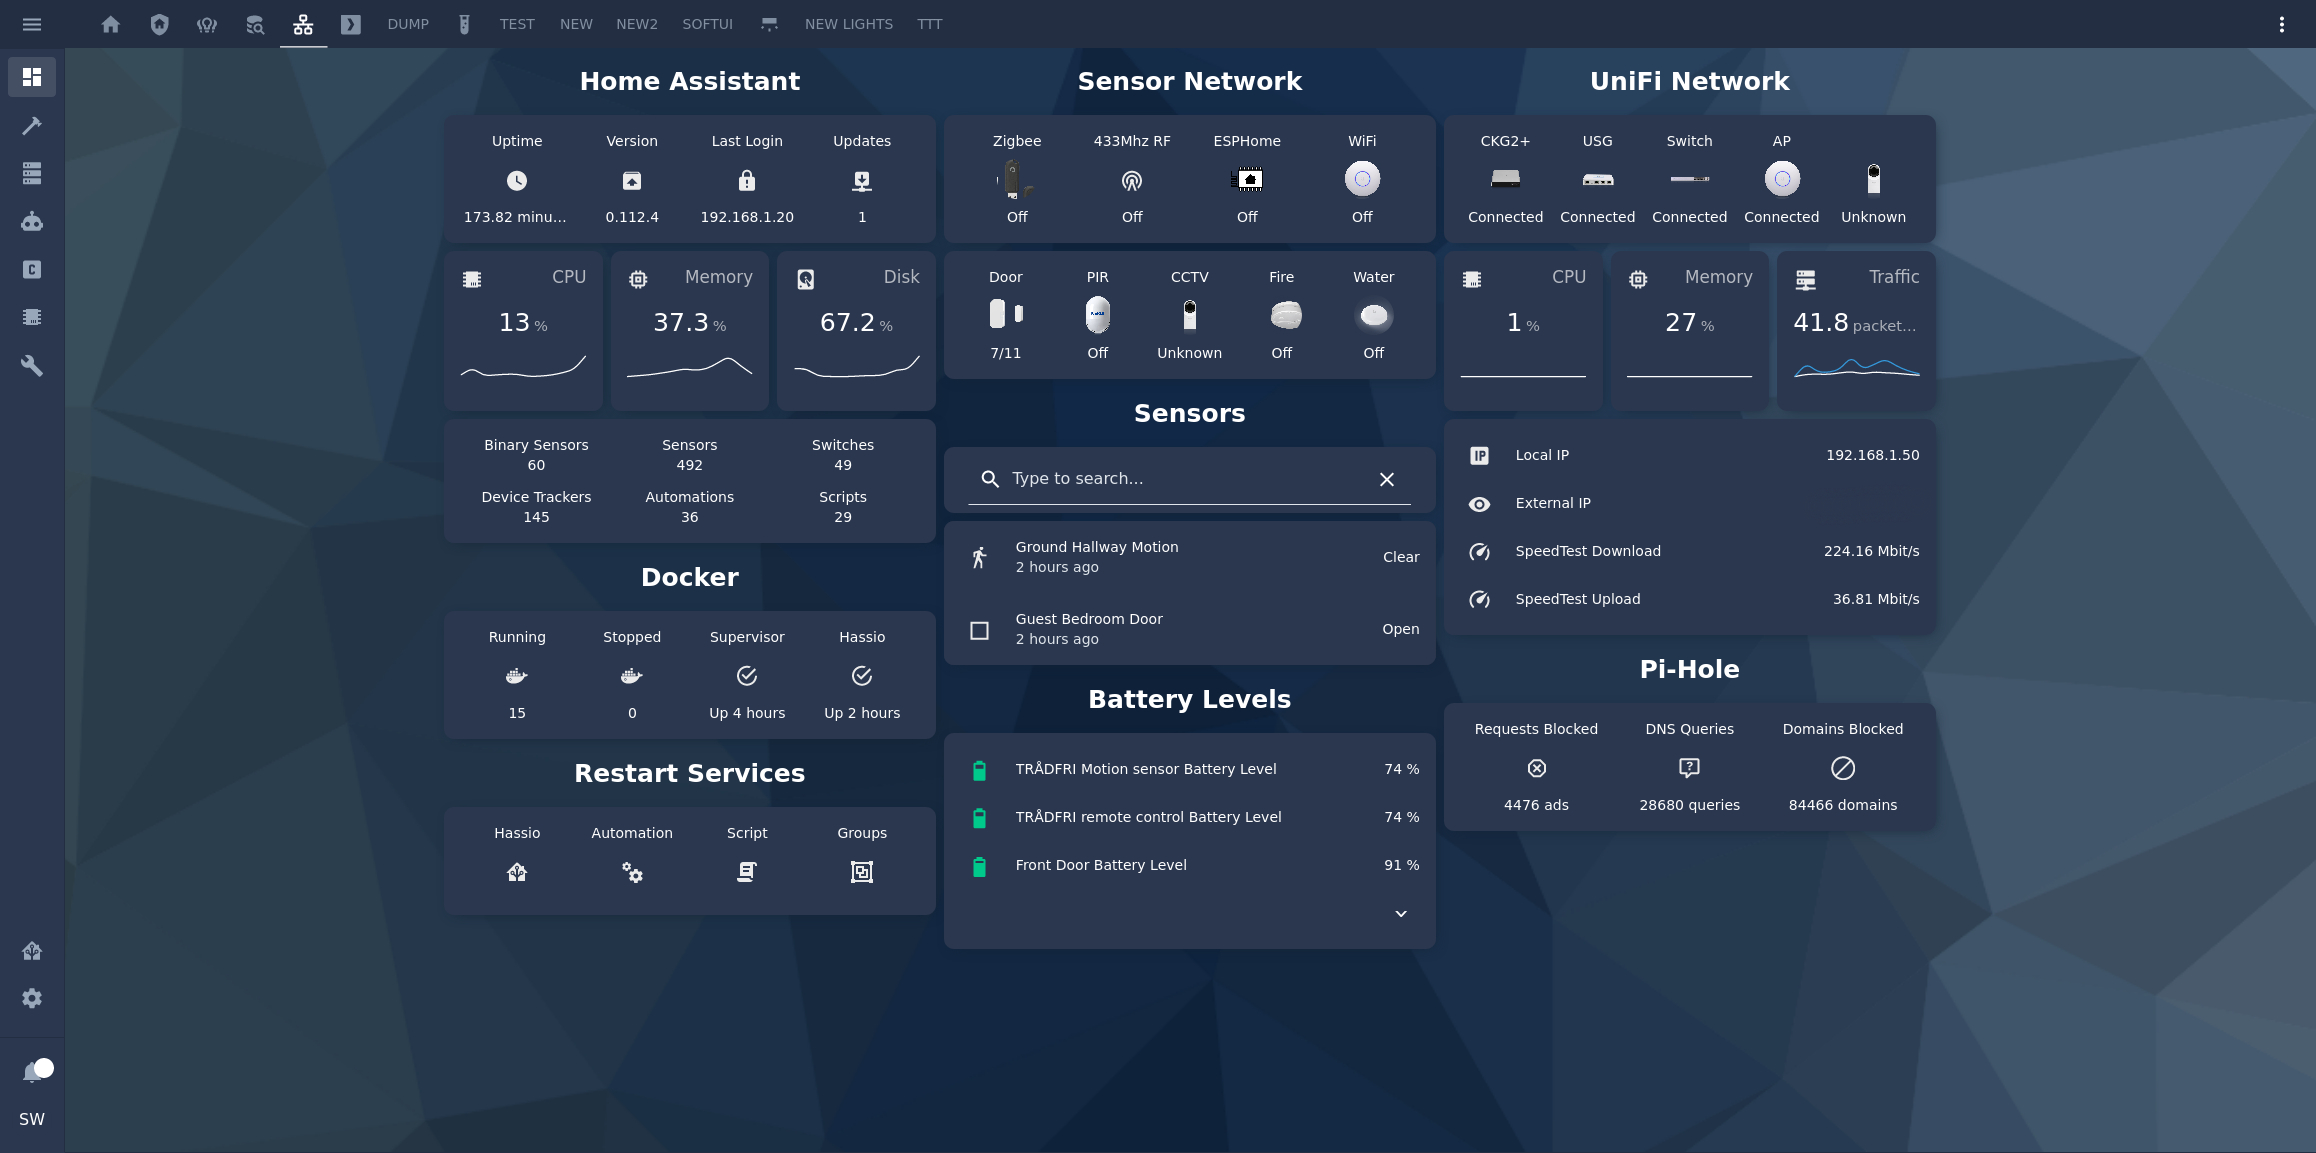 DUMP TEST NEW NEW2 SOFTUI NEW LIGHTS TTT
Home Assistant
Uptime Version Last Login Updates
173.82 minu... 0.112.4 192.168.1.20 1
CPU Memory Disk
13 % 37.3 % 67.2 %
Binary Sensors Sensors Switches
60 492 49
Device Trackers Automations Scripts
145 36 29
Docker
Running Stopped Supervisor Hassio
15 0 Up 4 hours Up 2 hours
Restart Services
Hassio Automation Script Groups
Sensor Network
Zigbee 433Mhz RF ESPHome WiFi
Off Off Off Off
Door PIR CCTV Fire Water
7/11 Off Unknown Off Off
Sensors
Type to search...
Ground Hallway Motion
2 hours ago
Clear
Guest Bedroom Door
2 hours ago
Open
Battery Levels
TRÅDFRI Motion sensor Battery Level 74 %
TRÅDFRI remote control Battery Level 74 %
Front Door Battery Level 91 %
UniFi Network
CKG2+ USG Switch AP
Connected Connected Connected Connected Unknown
CPU Memory Traffic
1 % 27 % 41.8 packet...
IP Local IP 192.168.1.50
External IP
SpeedTest Download 224.16 Mbit/s
SpeedTest Upload 36.81 Mbit/s
Pi-Hole
Requests Blocked DNS Queries Domains Blocked
4476 ads 28680 queries 84466 domains
C
SW